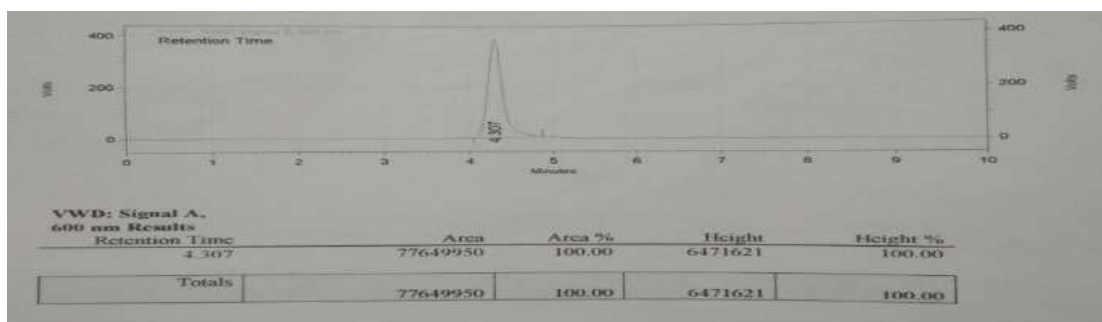 Retention Time
400
200
0
Volts
400
200
0
Volts
4.307
0 1 2 3 4 5 6 7 8 9 10
Minutes
VWD: Signal A,
600 nm Results
Retention Time Area Area % Height Height %
4.307 77649950 100.00 6471621 100.00
Totals
77649950 100.00 6471621 100.00